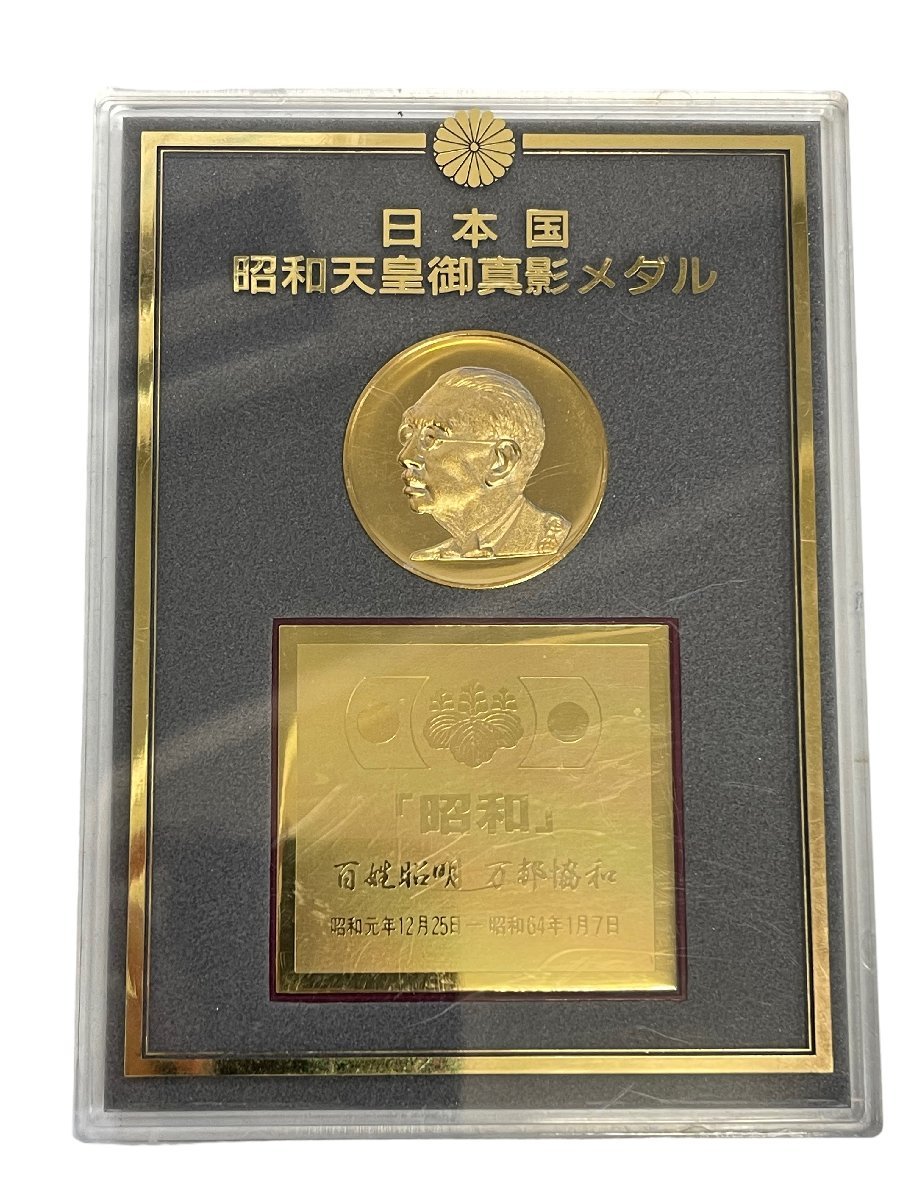 日本国
昭和天皇御真影メダル
「昭和」
百姓昭明 万邦協和
昭和元年12月25日－昭和64年1月7日